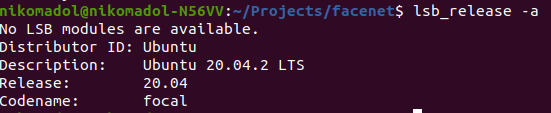 nikomadol@nikomadol-N56VV:~/Projects/facenet$ lsb_release -a
No LSB modules are available.
Distributor ID: Ubuntu
Description:    Ubuntu 20.04.2 LTS
Release:        20.04
Codename:       focal